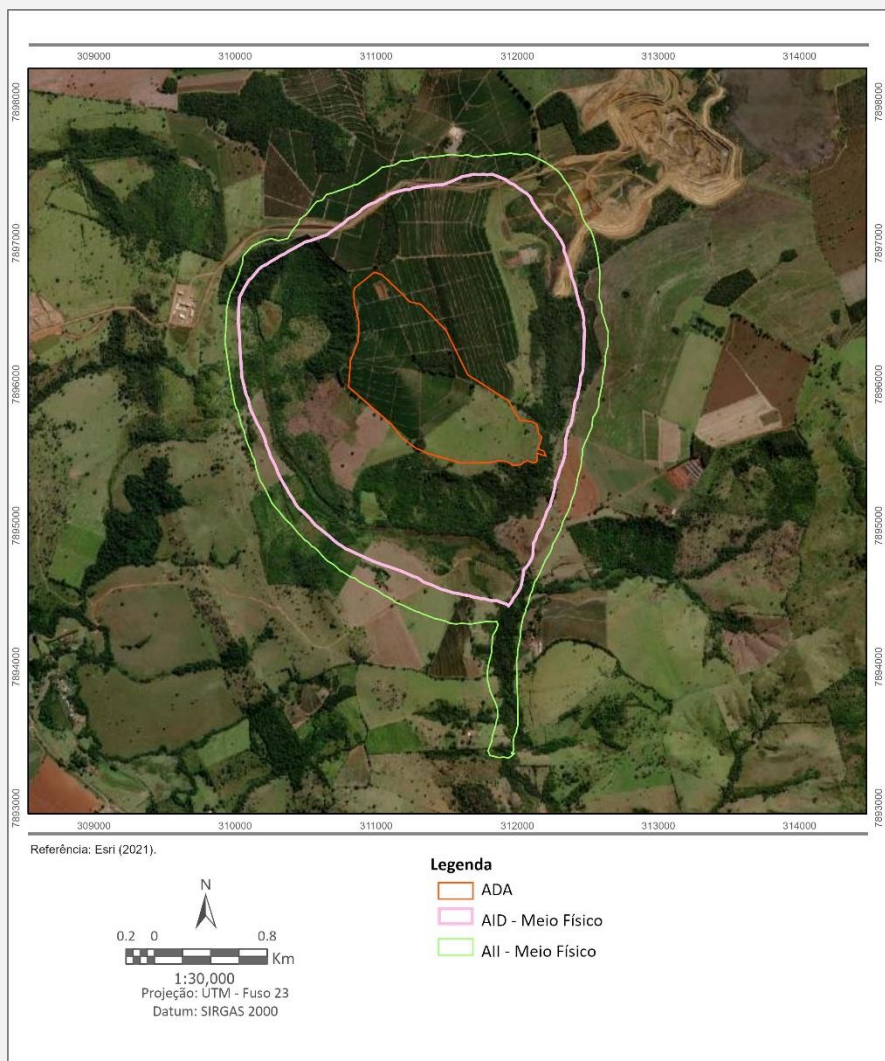 309000 310000 311000 312000 313000 314000
7898000 7898000
7897000 7897000
7896000 7896000
7895000 7895000
7894000 7894000
7893000 7893000
309000 310000 311000 312000 313000 314000
Referência: Esri (2021).
N
0.2 0 0.8
Km
1:30,000
Projeção: UTM - Fuso 23
Datum: SIRGAS 2000
Legenda
ADA
AID - Meio Físico
AII - Meio Físico